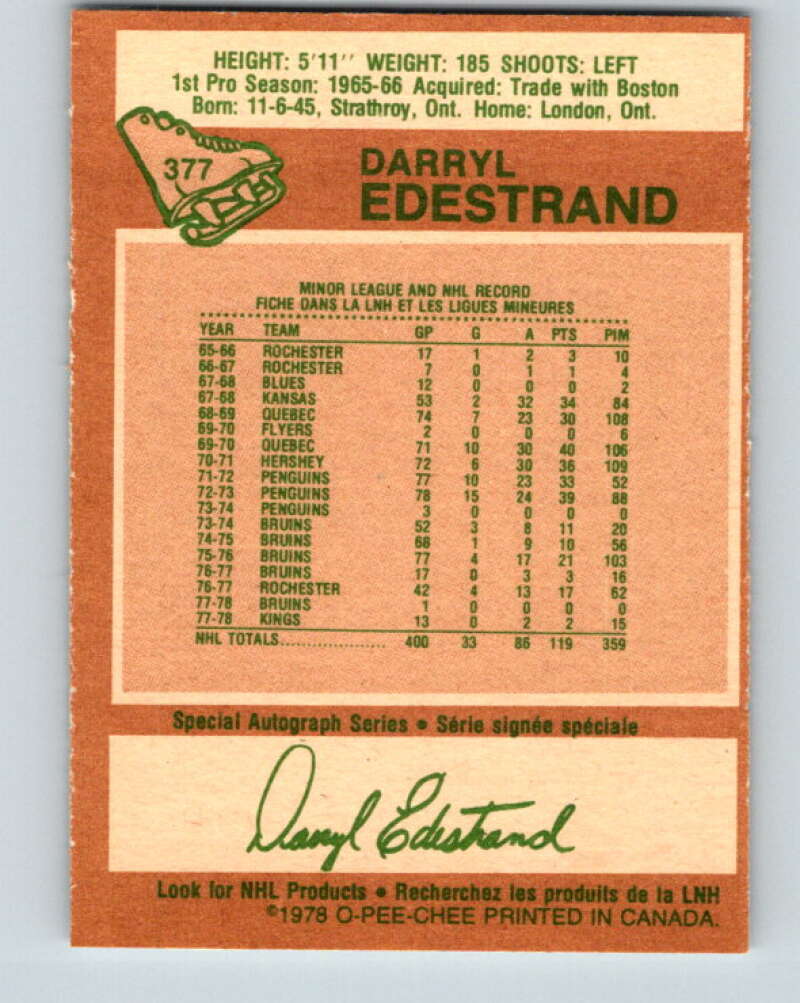 HEIGHT: 5'11'' WEIGHT: 185 SHOOTS: LEFT
1st Pro Season: 1965-66 Acquired: Trade with Boston
Born: 11-6-45, Strathroy, Ont. Home: London, Ont.
377
DARRYL
EDESTRAND
MINOR LEAGUE AND NHL RECORD
FICHE DANS LA LNH ET LES LIGUES MINEURES
YEAR TEAM GP G A PTS PIM
65-66 ROCHESTER 17 1 2 3 10
66-67 ROCHESTER 7 0 1 1 4
67-68 BLUES 12 0 0 0 2
67-68 KANSAS 53 2 32 34 84
68-69 QUEBEC 74 7 23 30 108
69-70 FLYERS 2 0 0 0 6
69-70 QUEBEC 71 10 30 40 106
70-71 HERSHEY 72 6 30 36 109
71-72 PENGUINS 77 10 23 33 52
72-73 PENGUINS 78 15 24 39 88
73-74 PENGUINS 3 0 0 0 0
73-74 BRUINS 52 3 8 11 20
74-75 BRUINS 68 1 9 10 56
75-76 BRUINS 77 4 17 21 103
76-77 BRUINS 17 0 3 3 16
76-77 ROCHESTER 42 4 13 17 62
77-78 BRUINS 1 0 0 0 0
77-78 KINGS 13 0 2 2 15
NHL TOTALS..................... 400 33 86 119 359
Special Autograph Series • Série signée spéciale
Darryl Edestrand
Look for NHL Products • Recherchez les produits de la LNH
©1978 O-PEE-CHEE PRINTED IN CANADA.